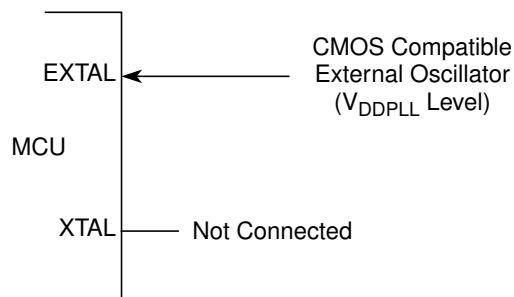 CMOS Compatible
External Oscillator
(VDDPLL Level)
EXTAL
MCU
XTAL
Not Connected